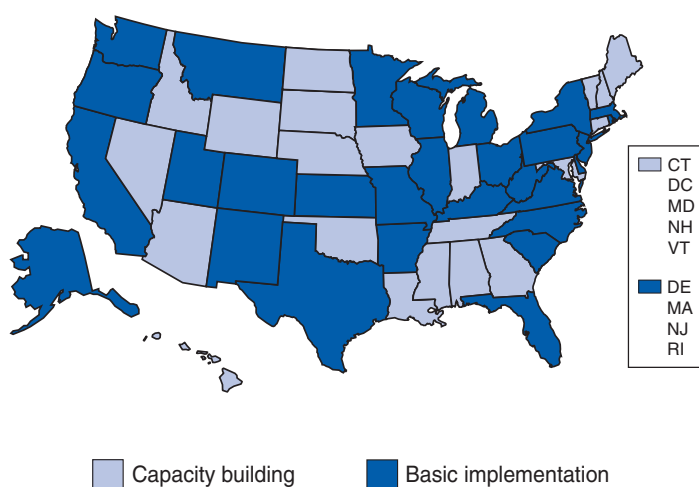 CT
DC
MD
NH
VT
DE
MA
NJ
RI
Capacity building
Basic implementation